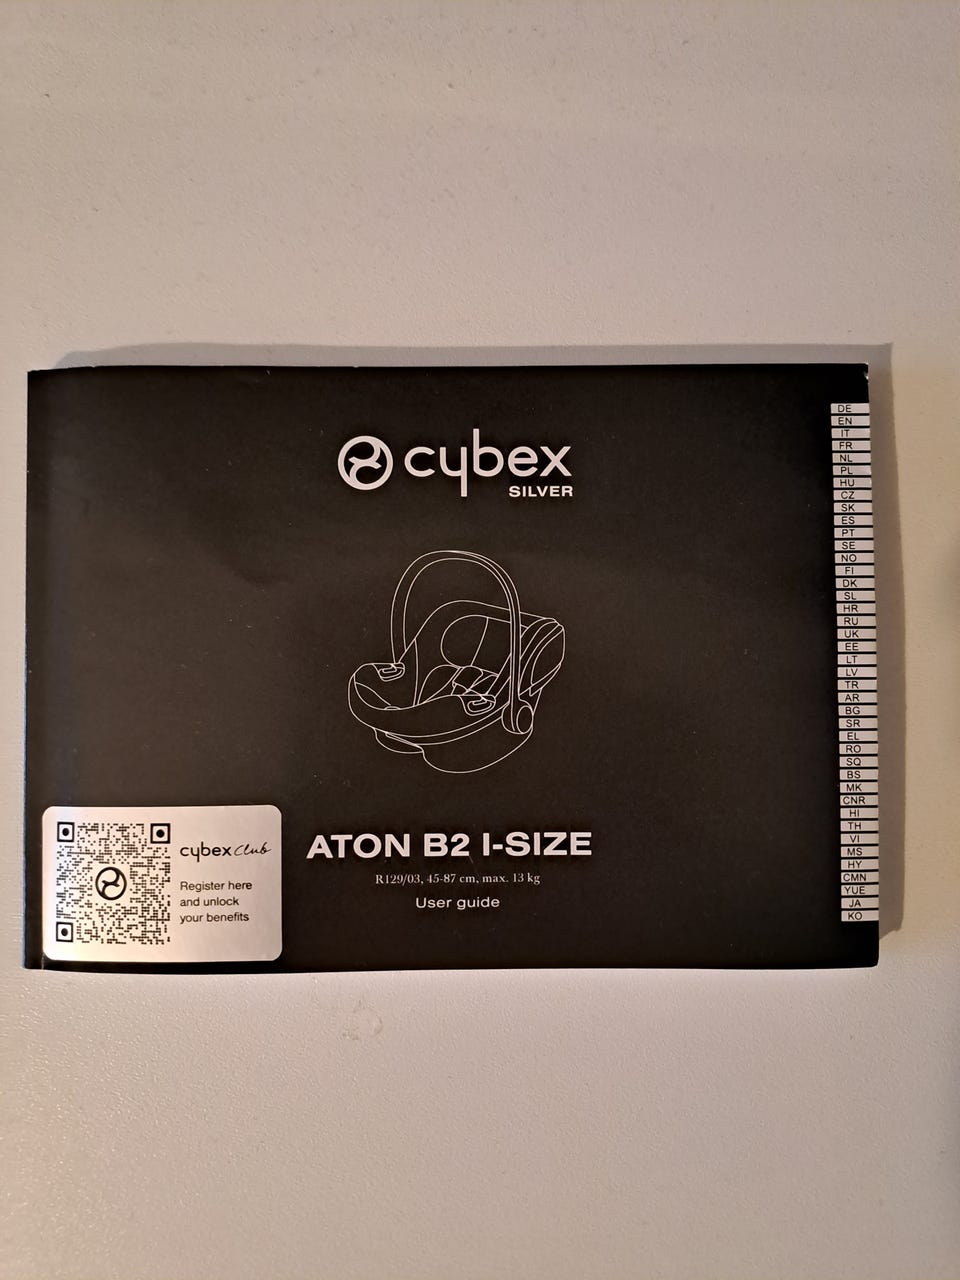 cybex
SILVER
ATON B2 I-SIZE
R129/03, 45-87 cm, max. 13 kg
User guide
cybex Club
Register here
and unlock
your benefits
DE
EN
IT
FR
NL
PL
HU
CZ
SK
ES
PT
SE
NO
FI
DK
SL
HR
RU
UK
EE
LT
LV
TR
AR
BG
SR
EL
RO
SQ
BS
MK
CNR
HI
TH
VI
MS
HY
CMN
YUE
JA
KO